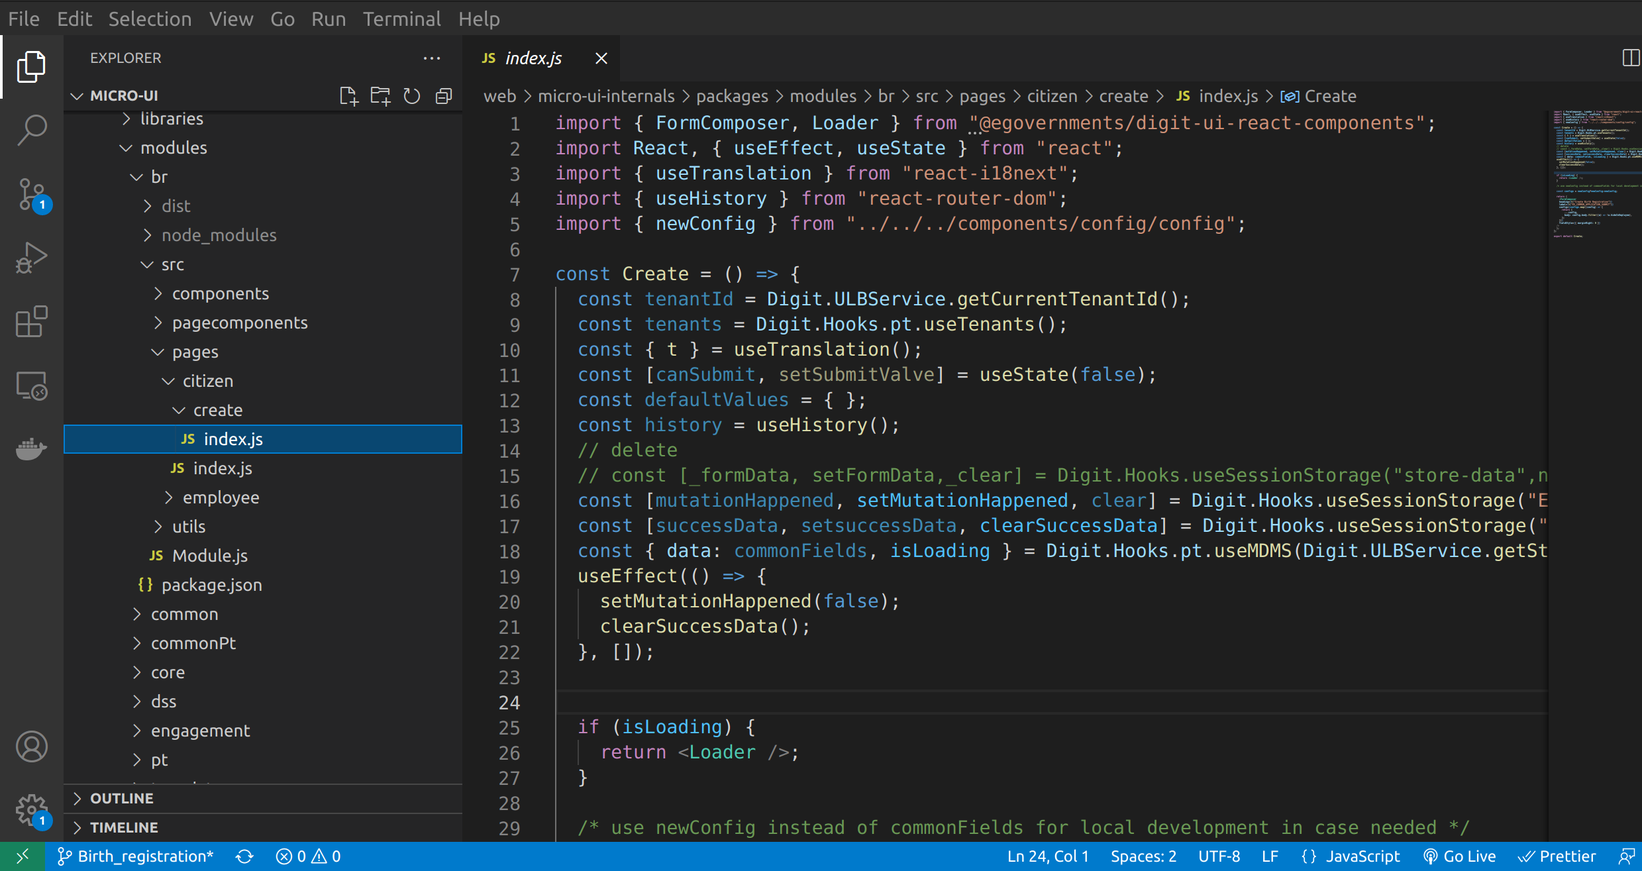 File Edit Selection View Go Run Terminal Help
EXPLORER
MICRO-UI
libraries
modules
br
dist
node_modules
src
components
pagecomponents
pages
citizen
create
JS index.js
JS index.js
employee
utils
JS Module.js
{} package.json
common
commonPt
core
dss
engagement
pt
OUTLINE
TIMELINE
1
1
JS index.js
web > micro-ui-internals > packages > modules > br > src > pages > citizen > create > JS index.js > Create
1 import { FormComposer, Loader } from "@egovernments/digit-ui-react-components";
2 import React, { useEffect, useState } from "react";
3 import { useTranslation } from "react-i18next";
4 import { useHistory } from "react-router-dom";
5 import { newConfig } from "../../../components/config/config";
6
7 const Create = () => {
8 const tenantId = Digit.ULBService.getCurrentTenantId();
9 const tenants = Digit.Hooks.pt.useTenants();
10 const { t } = useTranslation();
11 const [canSubmit, setSubmitValve] = useState(false);
12 const defaultValues = { };
13 const history = useHistory();
14 // delete
15 // const [_formData, setFormData,_clear] = Digit.Hooks.useSessionStorage("store-data",n
16 const [mutationHappened, setMutationHappened, clear] = Digit.Hooks.useSessionStorage("E
17 const [successData, setsuccessData, clearSuccessData] = Digit.Hooks.useSessionStorage("
18 const { data: commonFields, isLoading } = Digit.Hooks.pt.useMDMS(Digit.ULBService.getSt
19 useEffect(() => {
20 setMutationHappened(false);
21 clearSuccessData();
22 }, []);
23
24
25 if (isLoading) {
26 return <Loader />;
27 }
28
29 /* use newConfig instead of commonFields for local development in case needed */
Birth_registration* 0 0 Ln 24, Col 1 Spaces: 2 UTF-8 LF {} JavaScript Go Live Prettier